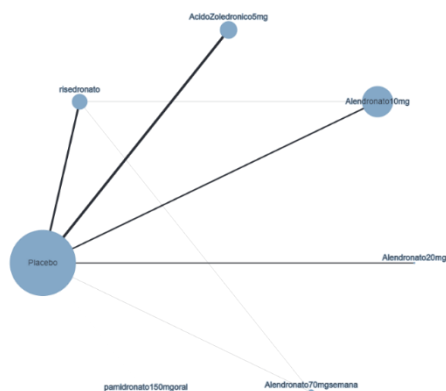 AcidoZoledronico5mg
risedronato
Alendronato10mg
Placebo
Alendronato20mg
pamidronato150mgoral
Alendronato70mgsemana